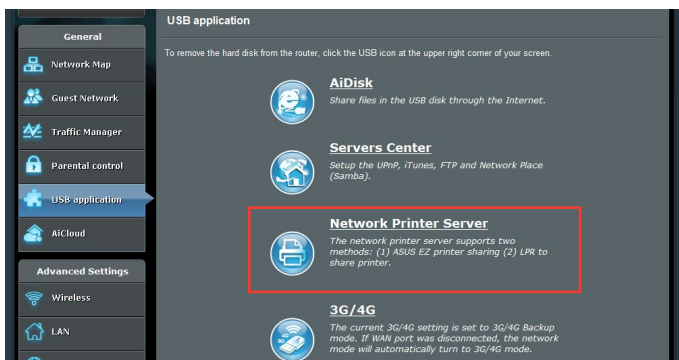 USB application
General
To remove the hard disk from the router, click the USB icon at the upper right corner of your screen.
Network Map
Guest Network
Traffic Manager
Parental control
USB application
AiCloud
Advanced Settings
Wireless
LAN
AiDisk
Share files in the USB disk through the Internet.
Servers Center
Setup the UPnP, iTunes, FTP and Network Place
(Samba).
Network Printer Server
The network printer server supports two
methods: (1) ASUS EZ printer sharing (2) LPR to
share printer.
3G/4G
The current 3G/4G setting is set to 3G/4G Backup
mode. If WAN port was disconnected, the network
mode will automatically turn to 3G/4G mode.